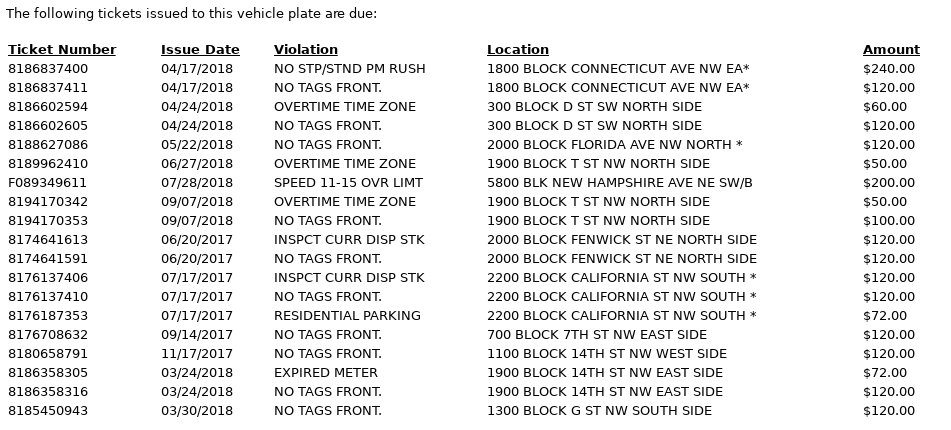 The following tickets issued to this vehicle plate are due:
Ticket Number Issue Date Violation Location Amount
8186837400 04/17/2018 NO STP/STND PM RUSH 1800 BLOCK CONNECTICUT AVE NW EA* $240.00
8186837411 04/17/2018 NO TAGS FRONT. 1800 BLOCK CONNECTICUT AVE NW EA* $120.00
8186602594 04/24/2018 OVERTIME TIME ZONE 300 BLOCK D ST SW NORTH SIDE $60.00
8186602605 04/24/2018 NO TAGS FRONT. 300 BLOCK D ST SW NORTH SIDE $120.00
8188627086 05/22/2018 NO TAGS FRONT. 2000 BLOCK FLORIDA AVE NW NORTH * $120.00
8189962410 06/27/2018 OVERTIME TIME ZONE 1900 BLOCK T ST NW NORTH SIDE $50.00
F089349611 07/28/2018 SPEED 11-15 OVR LIMT 5800 BLK NEW HAMPSHIRE AVE NE SW/B $200.00
8194170342 09/07/2018 OVERTIME TIME ZONE 1900 BLOCK T ST NW NORTH SIDE $50.00
8194170353 09/07/2018 NO TAGS FRONT. 1900 BLOCK T ST NW NORTH SIDE $100.00
8174641613 06/20/2017 INSPCT CURR DISP STK 2000 BLOCK FENWICK ST NE NORTH SIDE $120.00
8174641591 06/20/2017 NO TAGS FRONT. 2000 BLOCK FENWICK ST NE NORTH SIDE $120.00
8176137406 07/17/2017 INSPCT CURR DISP STK 2200 BLOCK CALIFORNIA ST NW SOUTH * $120.00
8176137410 07/17/2017 NO TAGS FRONT. 2200 BLOCK CALIFORNIA ST NW SOUTH * $120.00
8176187353 07/17/2017 RESIDENTIAL PARKING 2200 BLOCK CALIFORNIA ST NW SOUTH * $72.00
8176708632 09/14/2017 NO TAGS FRONT. 700 BLOCK 7TH ST NW EAST SIDE $120.00
8180658791 11/17/2017 NO TAGS FRONT. 1100 BLOCK 14TH ST NW WEST SIDE $120.00
8186358305 03/24/2018 EXPIRED METER 1900 BLOCK 14TH ST NW EAST SIDE $72.00
8186358316 03/24/2018 NO TAGS FRONT. 1900 BLOCK 14TH ST NW EAST SIDE $120.00
8185450943 03/30/2018 NO TAGS FRONT. 1300 BLOCK G ST NW SOUTH SIDE $120.00